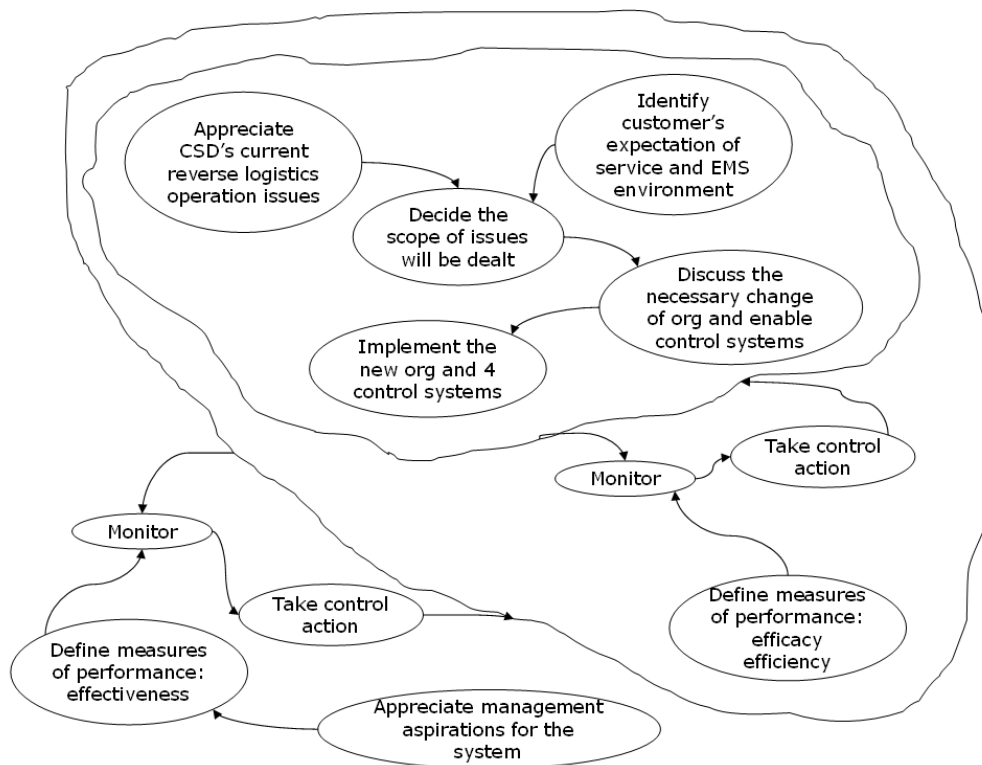 Appreciate
CSD's current
reverse logistics
operation issues
Identify
customer's
expectation of
service and EMS
environment
Decide the
scope of issues
will be dealt
Discuss the
necessary change
of org and enable
control systems
Implement the
new org and 4
control systems
Take control
action
Monitor
Monitor
Define measures
of performance:
efficacy
efficiency
Take control
action
Define measures
of performance:
effectiveness
Appreciate management
aspirations for the
system